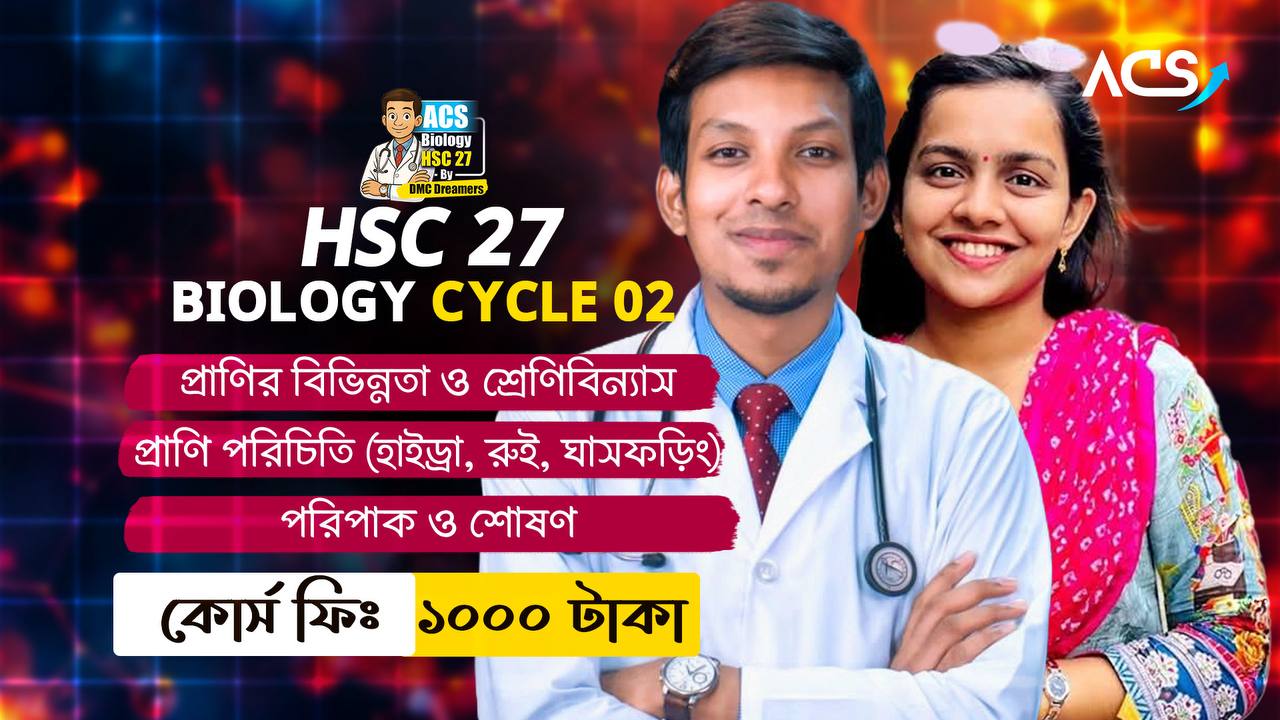 ACS
ACS
Biology
HSC 27
- By
DMC Dreamers
HSC 27
BIOLOGY CYCLE 02
প্রাণির বিভিন্নতা ও শ্রেণিবিন্যাস
প্রাণি পরিচিতি (হাইড্রা, রুই, ঘাসফড়িং)
পরিপাক ও শোষণ
কোর্স ফিঃ ১০০০ টাকা